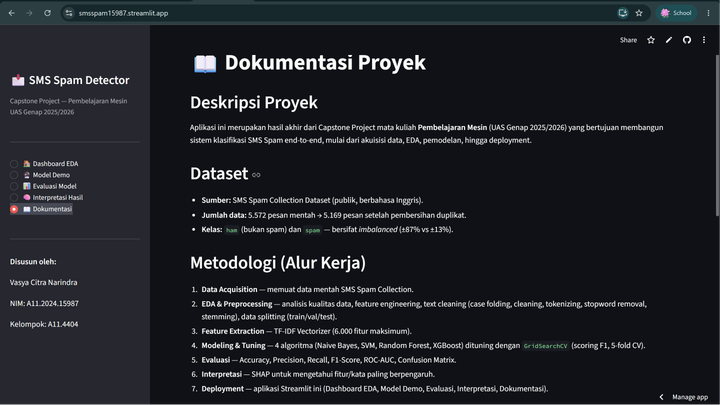 smsspam15987.streamlit.app
School
Share
SMS Spam Detector
Capstone Project — Pembelajaran Mesin
UAS Genap 2025/2026
Dashboard EDA
Model Demo
Evaluasi Model
Interpretasi Hasil
Dokumentasi
Disusun oleh:
Vasya Citra Narindra
NIM: A11.2024.15987
Kelompok: A11.4404
Dokumentasi Proyek
Deskripsi Proyek
Aplikasi ini merupakan hasil akhir dari Capstone Project mata kuliah Pembelajaran Mesin (UAS Genap 2025/2026) yang bertujuan membangun
sistem klasifikasi SMS Spam end-to-end, mulai dari akuisisi data, EDA, pemodelan, hingga deployment.
Dataset
• Sumber: SMS Spam Collection Dataset (publik, berbahasa Inggris).
• Jumlah data: 5.572 pesan mentah → 5.169 pesan setelah pembersihan duplikat.
• Kelas: ham (bukan spam) dan spam — bersifat imbalanced (±87% vs ±13%).
Metodologi (Alur Kerja)
1. Data Acquisition — memuat data mentah SMS Spam Collection.
2. EDA & Preprocessing — analisis kualitas data, feature engineering, text cleaning (case folding, cleaning, tokenizing, stopword removal,
stemming), data splitting (train/val/test).
3. Feature Extraction — TF-IDF Vectorizer (6.000 fitur maksimum).
4. Modeling & Tuning — 4 algoritma (Naive Bayes, SVM, Random Forest, XGBoost) dituning dengan GridSearchCV (scoring F1, 5-fold CV).
5. Evaluasi — Accuracy, Precision, Recall, F1-Score, ROC-AUC, Confusion Matrix.
6. Interpretasi — SHAP untuk mengetahui fitur/kata paling berpengaruh.
7. Deployment — aplikasi Streamlit ini (Dashboard EDA, Model Demo, Evaluasi, Interpretasi, Dokumentasi).
Manage app